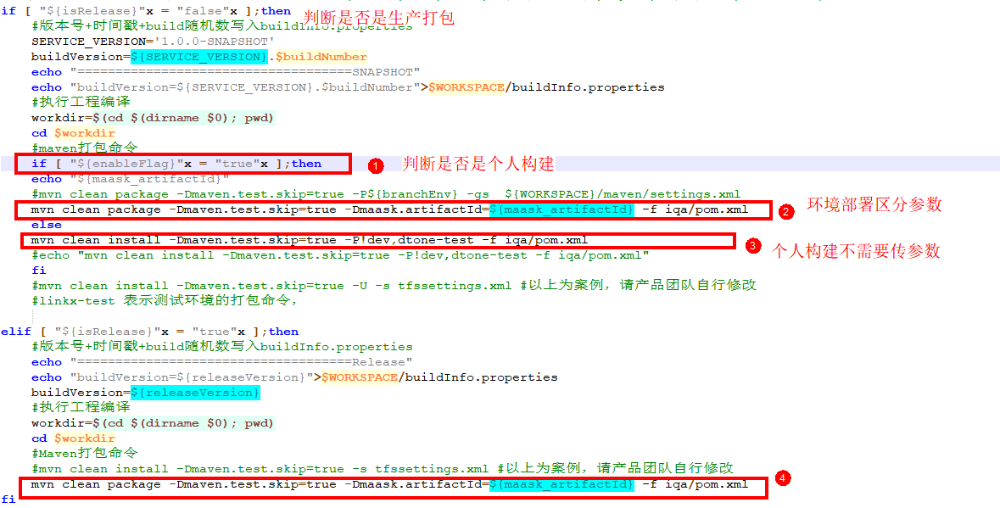 if [ "${isRelease}"x = "false"x ];then
判断是否是生产打包
#版本号+时间戳+build随机数写入buildInfo.properties
SERVICE_VERSION='1.0.0-SNAPSHOT'
buildVersion=${SERVICE_VERSION}.$buildNumber
echo "====================================SNAPSHOT"
echo "buildVersion=${SERVICE_VERSION}.$buildNumber">$WORKSPACE/buildInfo.properties
#执行工程编译
workdir=$(cd $(dirname $0); pwd)
cd $workdir
#maven打包命令
if [ "${enableFlag}"x = "true"x ];then
1 判断是否是个人构建
echo "${maask_artifactId}"
#mvn clean package -Dmaven.test.skip=true -P${branchEnv} -gs  ${WORKSPACE}/maven/settings.xml
mvn clean package -Dmaven.test.skip=true -Dmaask.artifactId=${maask_artifactId} -f iqa/pom.xml
2 环境部署区分参数
else
mvn clean install -Dmaven.test.skip=true -P!dev,dtone-test -f iqa/pom.xml
3 个人构建不需要传参数
#echo "mvn clean install -Dmaven.test.skip=true -P!dev,dtone-test -f iqa/pom.xml"
fi
#mvn clean install -Dmaven.test.skip=true -U -s tfssettings.xml #以上为案例，请产品团队自行修改
#linkx-test 表示测试环境的打包命令，
elif [ "${isRelease}"x = "true"x ];then
#版本号+时间戳+build随机数写入buildInfo.properties
echo "====================================Release"
echo "buildVersion=${releaseVersion}">$WORKSPACE/buildInfo.properties
buildVersion=${releaseVersion}
#执行工程编译
workdir=$(cd $(dirname $0); pwd)
cd $workdir
#Maven打包命令
#mvn clean install -Dmaven.test.skip=true -s tfssettings.xml #以上为案例，请产品团队自行修改
mvn clean package -Dmaven.test.skip=true -Dmaask.artifactId=${maask_artifactId} -f iqa/pom.xml
4
fi